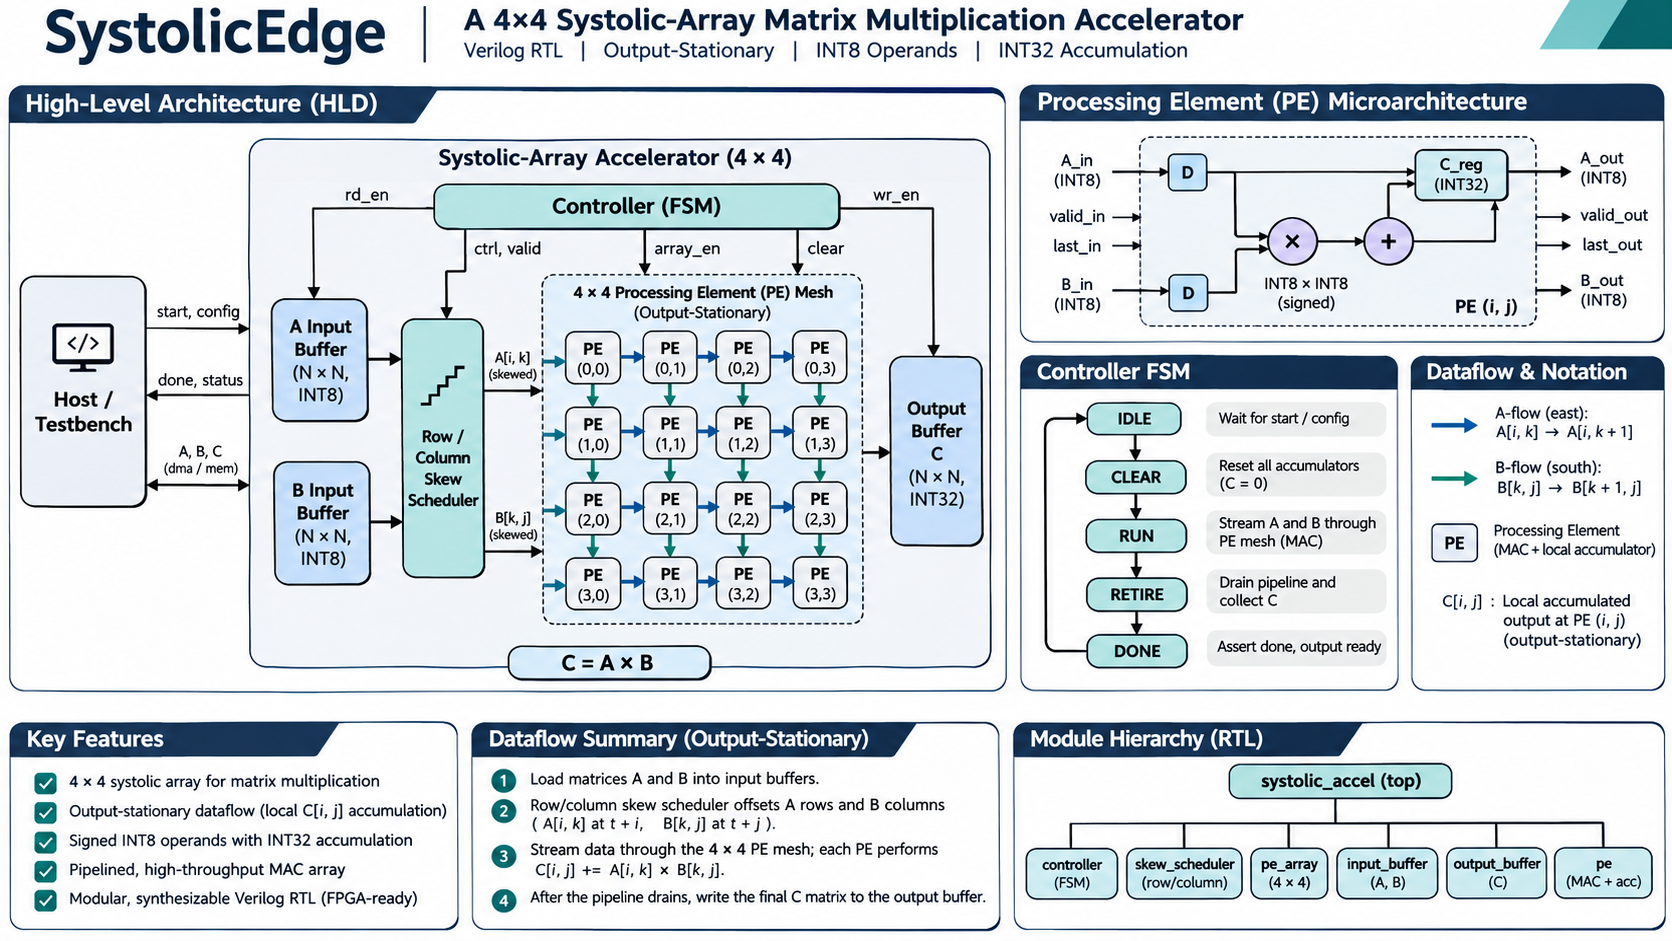 SystolicEdge
A 4×4 Systolic-Array Matrix Multiplication Accelerator
Verilog RTL | Output-Stationary | INT8 Operands | INT32 Accumulation
High-Level Architecture (HLD)
Systolic-Array Accelerator (4 × 4)
Controller (FSM)
rd_en
wr_en
ctrl, valid
array_en
clear
Host /
Testbench
start, config
done, status
A, B, C
(dma / mem)
A Input
Buffer
(N × N,
INT8)
B Input
Buffer
(N × N,
INT8)
Row /
Column
Skew
Scheduler
A[i, k]
(skewed)
B[k, j]
(skewed)
4 × 4 Processing Element (PE) Mesh
(Output-Stationary)
PE PE PE PE
(0,0) (0,1) (0,2) (0,3)
PE PE PE PE
(1,0) (1,1) (1,2) (1,3)
PE PE PE PE
(2,0) (2,1) (2,2) (2,3)
PE PE PE PE
(3,0) (3,1) (3,2) (3,3)
Output
Buffer
C
(N × N,
INT32)
C = A × B
Processing Element (PE) Microarchitecture
A_in
(INT8)
valid_in
last_in
B_in
(INT8)
D
D
×
+
INT8 × INT8
(signed)
C_reg
(INT32)
PE (i, j)
A_out
(INT8)
valid_out
last_out
B_out
(INT8)
Controller FSM
IDLE
Wait for start / config
CLEAR
Reset all accumulators
(C = 0)
RUN
Stream A and B through
PE mesh (MAC)
RETIRE
Drain pipeline and
collect C
DONE
Assert done, output ready
Dataflow & Notation
A-flow (east):
A[i, k] → A[i, k + 1]
B-flow (south):
B[k, j] → B[k + 1, j]
PE
Processing Element
(MAC + local accumulator)
C[i, j] : Local accumulated
output at PE (i, j)
(output-stationary)
Key Features
4 × 4 systolic array for matrix multiplication
Output-stationary dataflow (local C[i, j] accumulation)
Signed INT8 operands with INT32 accumulation
Pipelined, high-throughput MAC array
Modular, synthesizable Verilog RTL (FPGA-ready)
Dataflow Summary (Output-Stationary)
1 Load matrices A and B into input buffers.
2 Row/column skew scheduler offsets A rows and B columns
( A[i, k] at t + i, B[k, j] at t + j ).
3 Stream data through the 4 × 4 PE mesh; each PE performs
C[i, j] += A[i, k] × B[k, j].
4 After the pipeline drains, write the final C matrix to the output buffer.
Module Hierarchy (RTL)
systolic_accel (top)
controller
(FSM)
skew_scheduler
(row/column)
pe_array
(4 × 4)
input_buffer
(A, B)
output_buffer
(C)
pe
(MAC + acc)